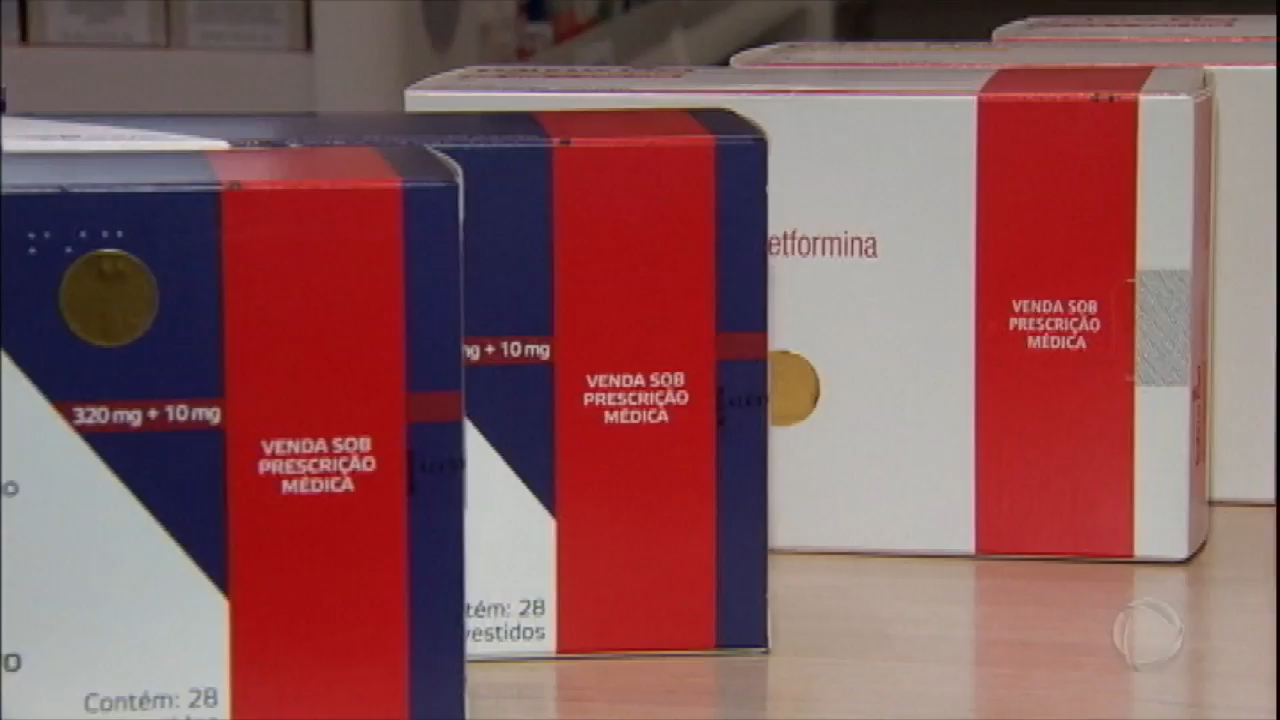 320 mg + 10 mg
VENDA SOB
PRESCRIÇÃO
MÉDICA
Contém: 28
mg + 10 mg
VENDA SOB
PRESCRIÇÃO
MÉDICA
tém: 28
vestidos
etformina
VENDA SOB
PRESCRIÇÃO
MÉDICA